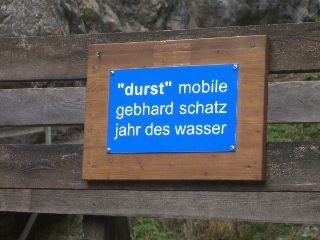 "durst" mobile
gebhard schatz
jahr des wasser